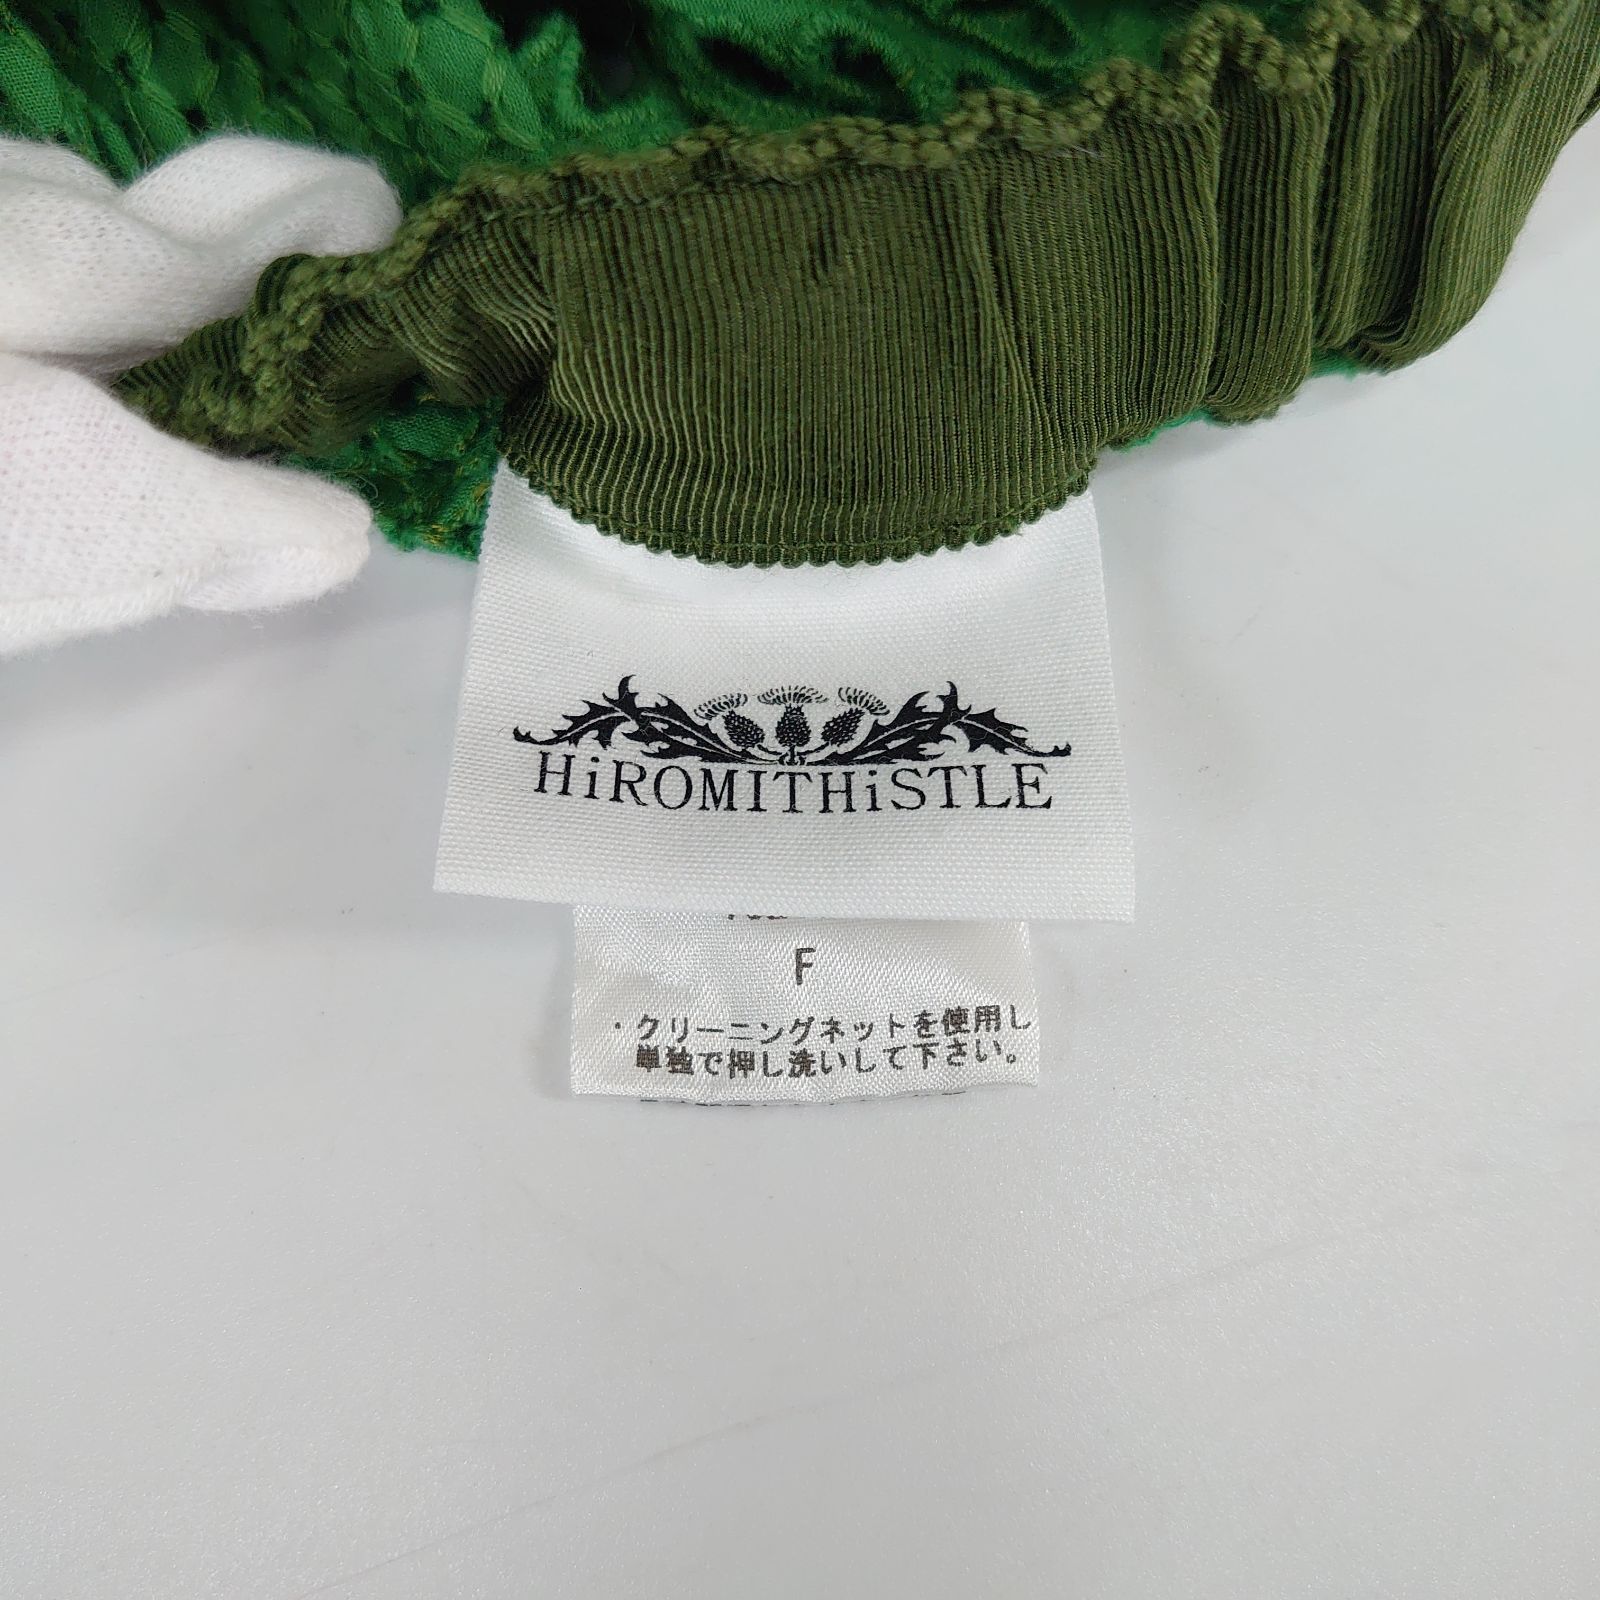 HiROMITHiSTLE
F
・クリーニングネットを使用し
単独で押し洗いして下さい。